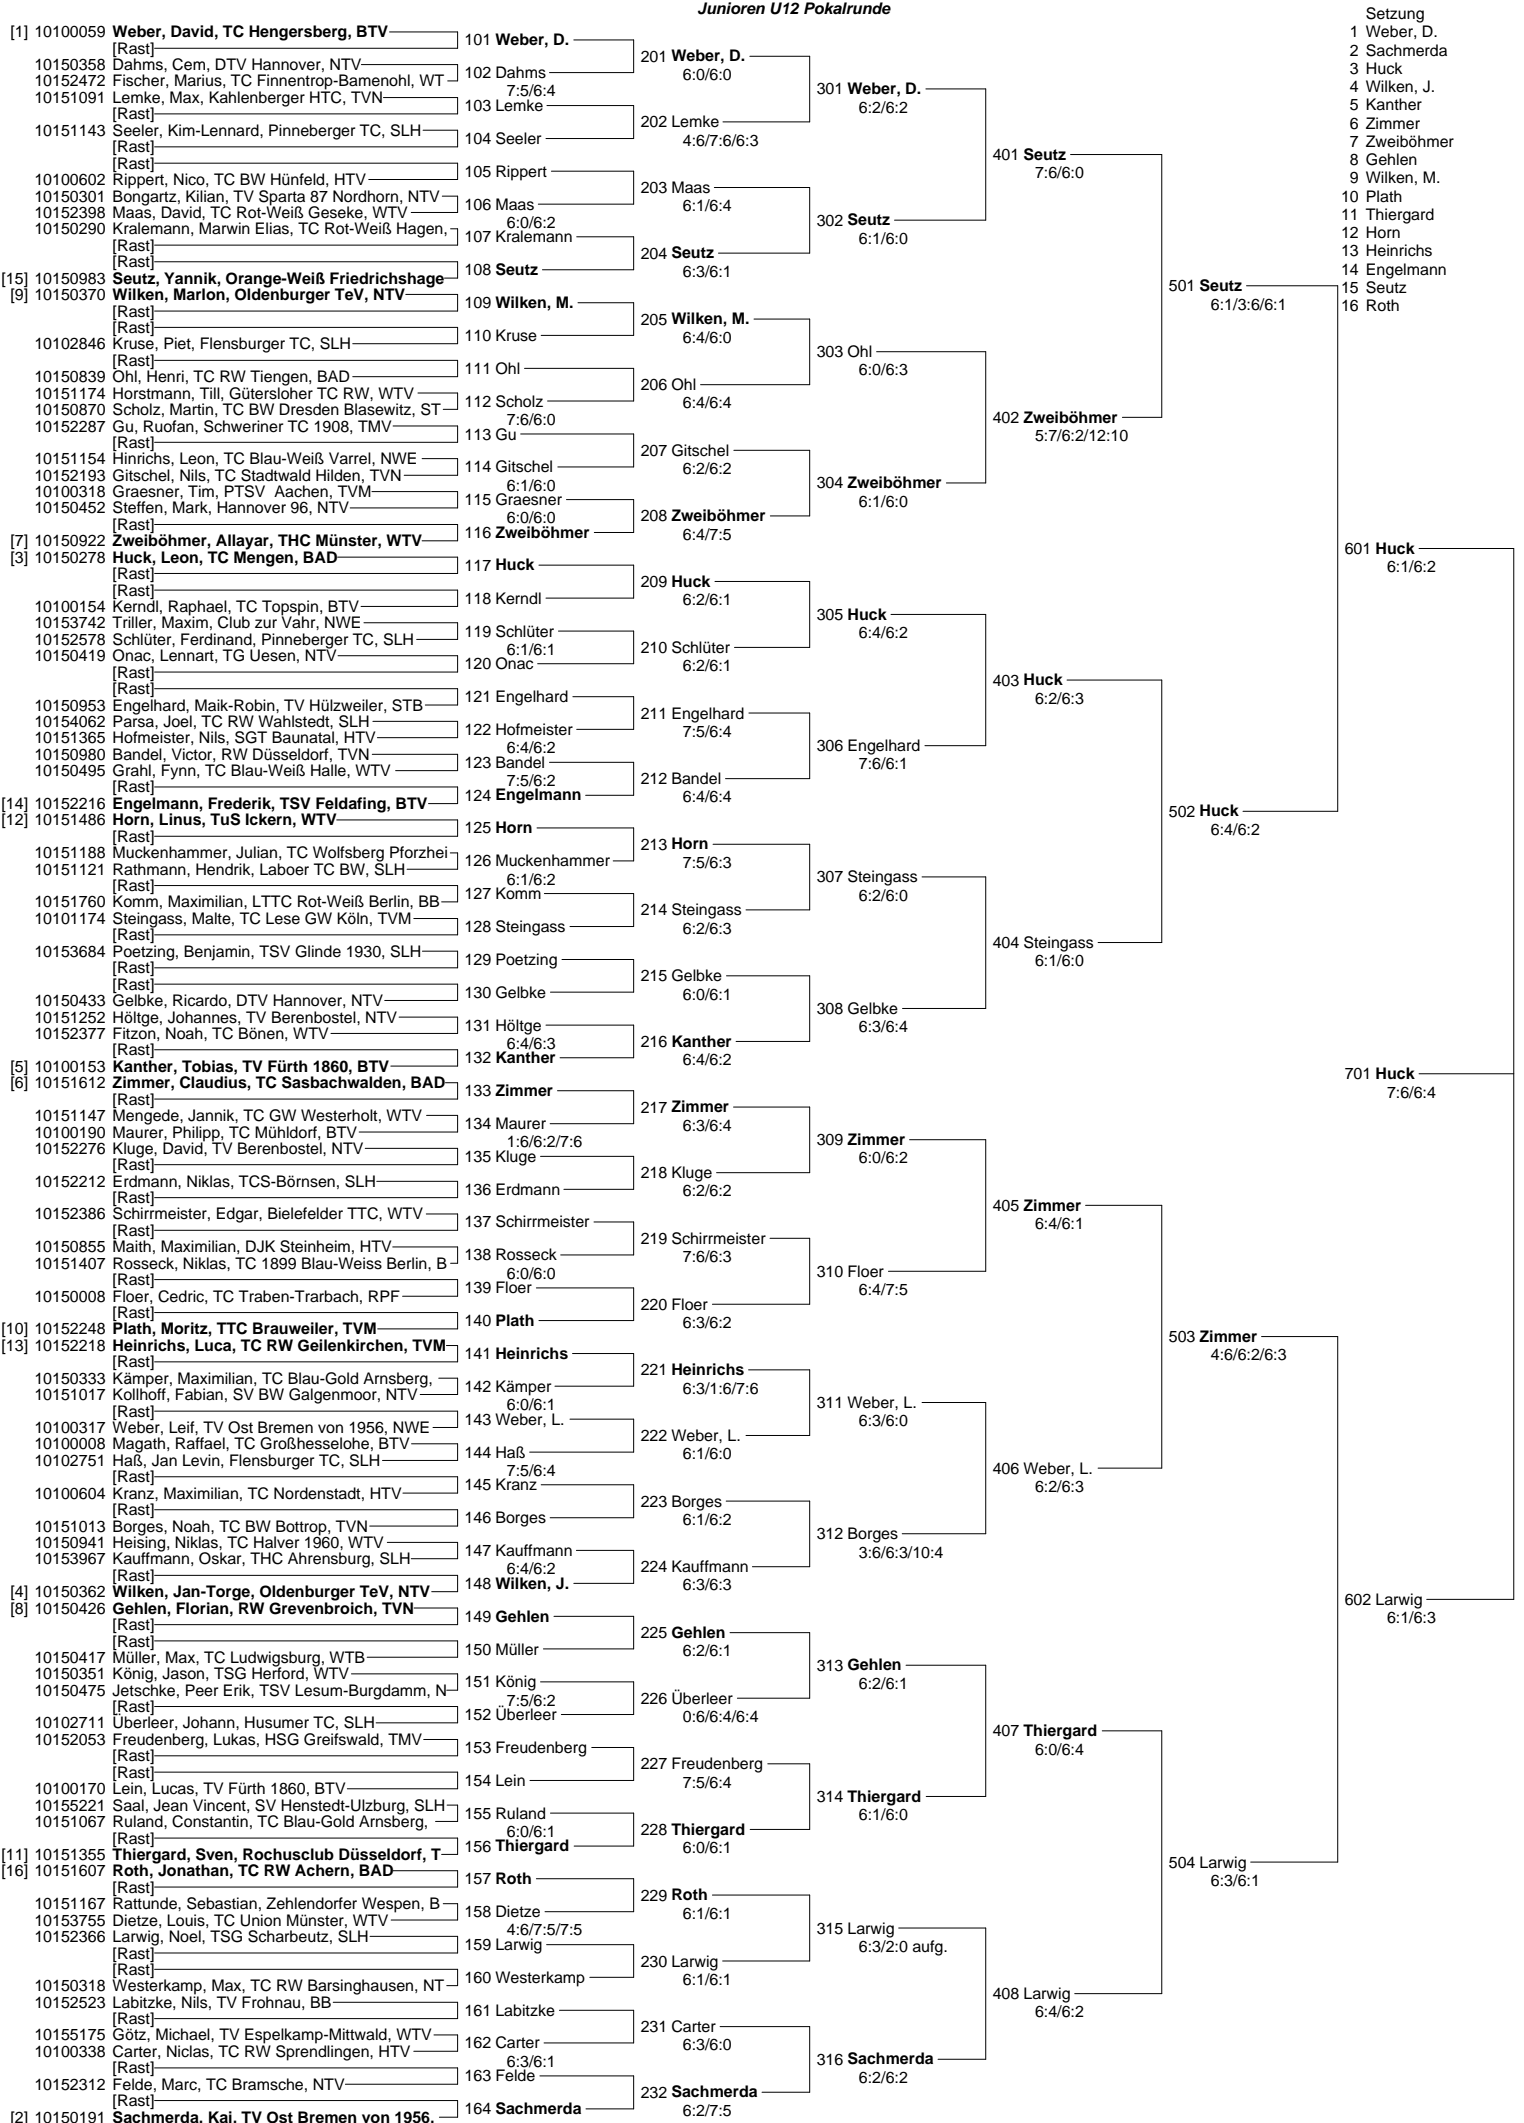 Junioren U12 Pokalrunde
Setzung
1 Weber, D.
2 Sachmerda
3 Huck
4 Wilken, J.
5 Kanther
6 Zimmer
7 Zweiböhmer
8 Gehlen
9 Wilken, M.
10 Plath
11 Thiergard
12 Horn
13 Heinrichs
14 Engelmann
15 Seutz
16 Roth
[1] 10100059 Weber, David, TC Hengersberg, BTV
[Rast]
10150358 Dahms, Cem, DTV Hannover, NTV
10152472 Fischer, Marius, TC Finnentrop-Bamenohl, WT
10151091 Lemke, Max, Kahlenberger HTC, TVN
[Rast]
10151143 Seeler, Kim-Lennard, Pinneberger TC, SLH
[Rast]
[Rast]
10100602 Rippert, Nico, TC BW Hünfeld, HTV
10150301 Bongartz, Kilian, TV Sparta 87 Nordhorn, NTV
10152398 Maas, David, TC Rot-Weiß Geseke, WTV
10150290 Kralemann, Marwin Elias, TC Rot-Weiß Hagen,
[Rast]
[Rast]
[15] 10150983 Seutz, Yannik, Orange-Weiß Friedrichshage
[9] 10150370 Wilken, Marlon, Oldenburger TeV, NTV
[Rast]
[Rast]
10102846 Kruse, Piet, Flensburger TC, SLH
[Rast]
10150839 Ohl, Henri, TC RW Tiengen, BAD
10151174 Horstmann, Till, Gütersloher TC RW, WTV
10150870 Scholz, Martin, TC BW Dresden Blasewitz, ST
10152287 Gu, Ruofan, Schweriner TC 1908, TMV
[Rast]
10151154 Hinrichs, Leon, TC Blau-Weiß Varrel, NWE
10152193 Gitschel, Nils, TC Stadtwald Hilden, TVN
10100318 Graesner, Tim, PTSV Aachen, TVM
10150452 Steffen, Mark, Hannover 96, NTV
[Rast]
[7] 10150922 Zweiböhmer, Allayar, THC Münster, WTV
[3] 10150278 Huck, Leon, TC Mengen, BAD
[Rast]
[Rast]
10100154 Kerndl, Raphael, TC Topspin, BTV
10153742 Triller, Maxim, Club zur Vahr, NWE
10152578 Schlüter, Ferdinand, Pinneberger TC, SLH
10150419 Onac, Lennart, TG Uesen, NTV
[Rast]
[Rast]
10150953 Engelhard, Maik-Robin, TV Hülzweiler, STB
10154062 Parsa, Joel, TC RW Wahlstedt, SLH
10151365 Hofmeister, Nils, SGT Baunatal, HTV
10150980 Bandel, Victor, RW Düsseldorf, TVN
10150495 Grahl, Fynn, TC Blau-Weiß Halle, WTV
[Rast]
[14] 10152216 Engelmann, Frederik, TSV Feldafing, BTV
[12] 10151486 Horn, Linus, TuS Ickern, WTV
[Rast]
10151188 Muckenhammer, Julian, TC Wolfsberg Pforzhei
10151121 Rathmann, Hendrik, Laboer TC BW, SLH
[Rast]
10151760 Komm, Maximilian, LTTC Rot-Weiß Berlin, BB
10101174 Steingass, Malte, TC Lese GW Köln, TVM
[Rast]
10153684 Poetzing, Benjamin, TSV Glinde 1930, SLH
[Rast]
[Rast]
10150433 Gelbke, Ricardo, DTV Hannover, NTV
10151252 Höltge, Johannes, TV Berenbostel, NTV
10152377 Fitzon, Noah, TC Bönen, WTV
[Rast]
[5] 10100153 Kanther, Tobias, TV Fürth 1860, BTV
[6] 10151612 Zimmer, Claudius, TC Sasbachwalden, BAD
[Rast]
10151147 Mengede, Jannik, TC GW Westerholt, WTV
10100190 Maurer, Philipp, TC Mühldorf, BTV
10152276 Kluge, David, TV Berenbostel, NTV
[Rast]
10152212 Erdmann, Niklas, TCS-Börnsen, SLH
[Rast]
10152386 Schirrmeister, Edgar, Bielefelder TTC, WTV
[Rast]
10150855 Maith, Maximilian, DJK Steinheim, HTV
10151407 Rosseck, Niklas, TC 1899 Blau-Weiss Berlin, B
[Rast]
10150008 Floer, Cedric, TC Traben-Trarbach, RPF
[Rast]
[10] 10152248 Plath, Moritz, TTC Brauweiler, TVM
[13] 10152218 Heinrichs, Luca, TC RW Geilenkirchen, TVM
[Rast]
10150333 Kämper, Maximilian, TC Blau-Gold Arnsberg,
10151017 Kollhoff, Fabian, SV BW Galgenmoor, NTV
[Rast]
10100317 Weber, Leif, TV Ost Bremen von 1956, NWE
10100008 Magath, Raffael, TC Großhesselohe, BTV
10102751 Haß, Jan Levin, Flensburger TC, SLH
[Rast]
10100604 Kranz, Maximilian, TC Nordenstadt, HTV
[Rast]
10151013 Borges, Noah, TC BW Bottrop, TVN
10150941 Heising, Niklas, TC Halver 1960, WTV
10153967 Kauffmann, Oskar, THC Ahrensburg, SLH
[Rast]
[4] 10150362 Wilken, Jan-Torge, Oldenburger TeV, NTV
[8] 10150426 Gehlen, Florian, RW Grevenbroich, TVN
[Rast]
[Rast]
10150417 Müller, Max, TC Ludwigsburg, WTB
10150351 König, Jason, TSG Herford, WTV
10150475 Jetschke, Peer Erik, TSV Lesum-Burgdamm, N
[Rast]
10102711 Überleer, Johann, Husumer TC, SLH
10152053 Freudenberg, Lukas, HSG Greifswald, TMV
[Rast]
[Rast]
10100170 Lein, Lucas, TV Fürth 1860, BTV
10155221 Saal, Jean Vincent, SV Henstedt-Ulzburg, SLH
10151067 Ruland, Constantin, TC Blau-Gold Arnsberg,
[Rast]
[11] 10151355 Thiergard, Sven, Rochusclub Düsseldorf, T
[16] 10151607 Roth, Jonathan, TC RW Achern, BAD
[Rast]
10151167 Rattunde, Sebastian, Zehlendorfer Wespen, B
10153755 Dietze, Louis, TC Union Münster, WTV
10152366 Larwig, Noel, TSG Scharbeutz, SLH
[Rast]
[Rast]
10150318 Westerkamp, Max, TC RW Barsinghausen, NT
10152523 Labitzke, Nils, TV Frohnau, BB
[Rast]
10155175 Götz, Michael, TV Espelkamp-Mittwald, WTV
10100338 Carter, Niclas, TC RW Sprendlingen, HTV
[Rast]
10152312 Felde, Marc, TC Bramsche, NTV
[Rast]
[2] 10150191 Sachmerda, Kai, TV Ost Bremen von 1956,
101 Weber, D.
102 Dahms
7:5/6:4
103 Lemke
104 Seeler
105 Rippert
106 Maas
6:0/6:2
107 Kralemann
108 Seutz
109 Wilken, M.
110 Kruse
111 Ohl
112 Scholz
7:6/6:0
113 Gu
114 Gitschel
6:1/6:0
115 Graesner
6:0/6:0
116 Zweiböhmer
117 Huck
118 Kerndl
119 Schlüter
6:1/6:1
120 Onac
121 Engelhard
122 Hofmeister
6:4/6:2
123 Bandel
7:5/6:2
124 Engelmann
125 Horn
126 Muckenhammer
6:1/6:2
127 Komm
128 Steingass
129 Poetzing
130 Gelbke
131 Höltge
6:4/6:3
132 Kanther
133 Zimmer
134 Maurer
1:6/6:2/7:6
135 Kluge
136 Erdmann
137 Schirrmeister
138 Rosseck
6:0/6:0
139 Floer
140 Plath
141 Heinrichs
142 Kämper
6:0/6:1
143 Weber, L.
144 Haß
7:5/6:4
145 Kranz
146 Borges
147 Kauffmann
6:4/6:2
148 Wilken, J.
149 Gehlen
150 Müller
151 König
7:5/6:2
152 Überleer
153 Freudenberg
154 Lein
155 Ruland
6:0/6:1
156 Thiergard
157 Roth
158 Dietze
4:6/7:5/7:5
159 Larwig
160 Westerkamp
161 Labitzke
162 Carter
6:3/6:1
163 Felde
164 Sachmerda
201 Weber, D.
6:0/6:0
202 Lemke
4:6/7:6/6:3
203 Maas
6:1/6:4
204 Seutz
6:3/6:1
205 Wilken, M.
6:4/6:0
206 Ohl
6:4/6:4
207 Gitschel
6:2/6:2
208 Zweiböhmer
6:4/7:5
209 Huck
6:2/6:1
210 Schlüter
6:2/6:1
211 Engelhard
7:5/6:4
212 Bandel
6:4/6:4
213 Horn
7:5/6:3
214 Steingass
6:2/6:3
215 Gelbke
6:0/6:1
216 Kanther
6:4/6:2
217 Zimmer
6:3/6:4
218 Kluge
6:2/6:2
219 Schirrmeister
7:6/6:3
220 Floer
6:3/6:2
221 Heinrichs
6:3/1:6/7:6
222 Weber, L.
6:1/6:0
223 Borges
6:1/6:2
224 Kauffmann
6:3/6:3
225 Gehlen
6:2/6:1
226 Überleer
0:6/6:4/6:4
227 Freudenberg
7:5/6:4
228 Thiergard
6:0/6:1
229 Roth
6:1/6:1
230 Larwig
6:1/6:1
231 Carter
6:3/6:0
232 Sachmerda
6:2/7:5
301 Weber, D.
6:2/6:2
302 Seutz
6:1/6:0
303 Ohl
6:0/6:3
304 Zweiböhmer
6:1/6:0
305 Huck
6:4/6:2
306 Engelhard
7:6/6:1
307 Steingass
6:2/6:0
308 Gelbke
6:3/6:4
309 Zimmer
6:0/6:2
310 Floer
6:4/7:5
311 Weber, L.
6:3/6:0
312 Borges
3:6/6:3/10:4
313 Gehlen
6:2/6:1
314 Thiergard
6:1/6:0
315 Larwig
6:3/2:0 aufg.
316 Sachmerda
6:2/6:2
401 Seutz
7:6/6:0
402 Zweiböhmer
5:7/6:2/12:10
403 Huck
6:2/6:3
404 Steingass
6:1/6:0
405 Zimmer
6:4/6:1
406 Weber, L.
6:2/6:3
407 Thiergard
6:0/6:4
408 Larwig
6:4/6:2
501 Seutz
6:1/3:6/6:1
502 Huck
6:4/6:2
503 Zimmer
4:6/6:2/6:3
504 Larwig
6:3/6:1
601 Huck
6:1/6:2
602 Larwig
6:1/6:3
701 Huck
7:6/6:4